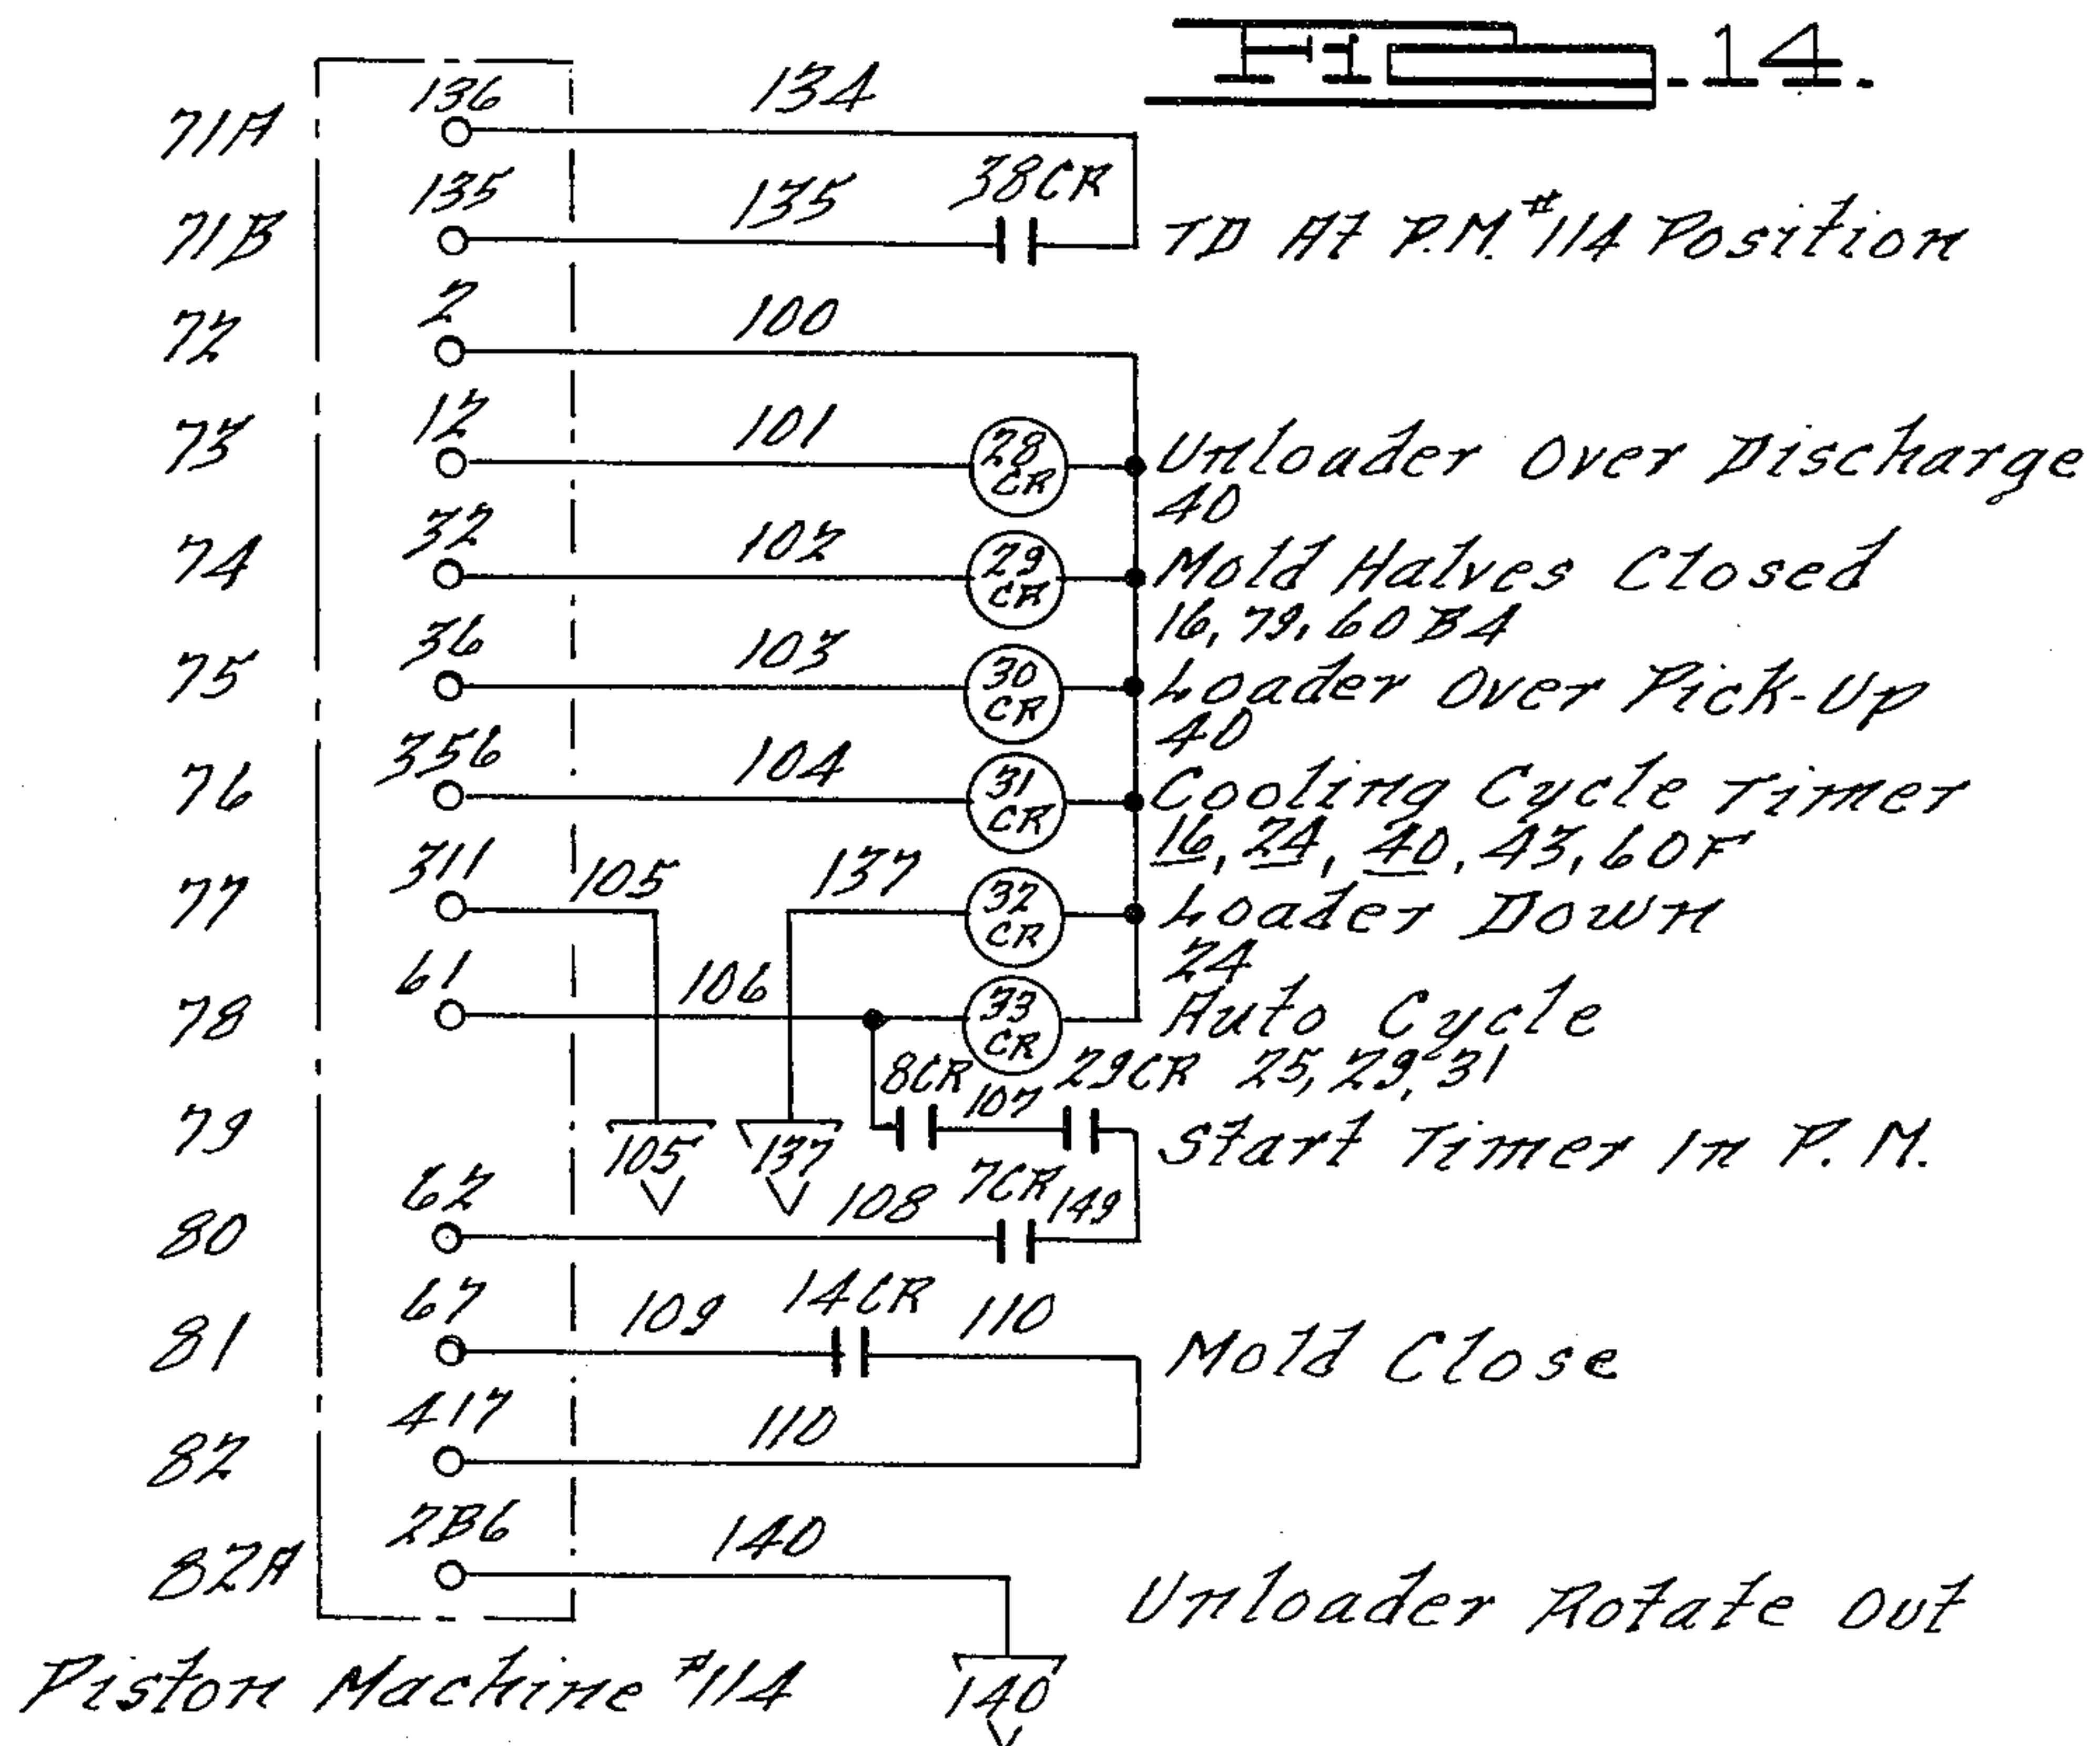 Fig.-14.
136 134
71A
38CR
135 135
71B TD At P.M. #114 Position
2 100
72
12 101
73 28 CR Unloader Over Discharge
40
32 102
74 29 CR Mold Halves Closed
16, 79, 60B4
36 103
75 30 CR Loader Over Pick-Up
40
356 104
76 31 CR Cooling Cycle Timer
16, 24, 40, 43, 60F
311 105 137
77 32 CR Loader Down
24
61 106
78 33 CR Auto Cycle
8CR 107 29CR 25, 29, 31
79 105 137 Start Timer In P.M.
62 108 7CR 149
80
67 109 14CR 110
81 Mold Close
417 110
82
2B6 140
82A Unloader Rotate Out
Piston Machine #114 140